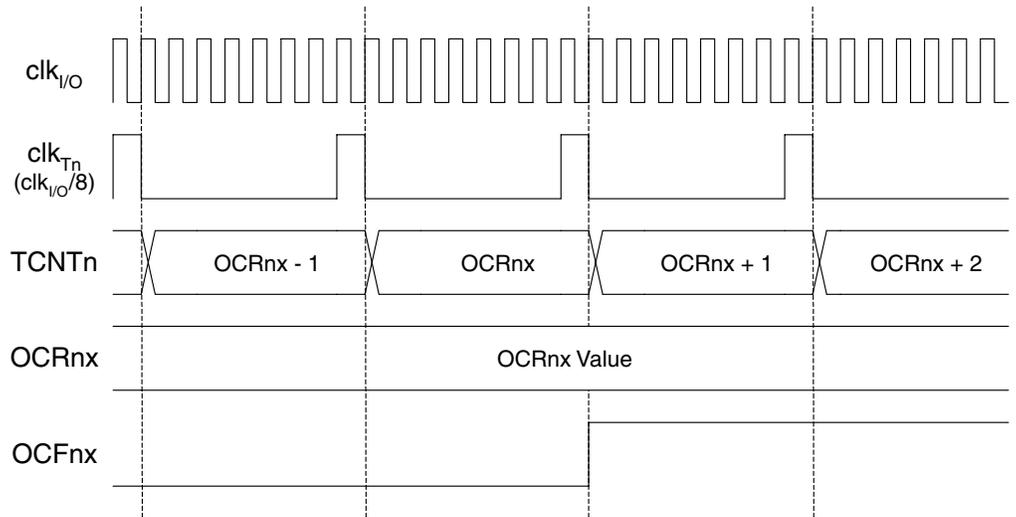 clkI/O
clkTn
(clkI/O/8)
TCNTn
OCRnx - 1
OCRnx
OCRnx + 1
OCRnx + 2
OCRnx
OCRnx Value
OCFnx